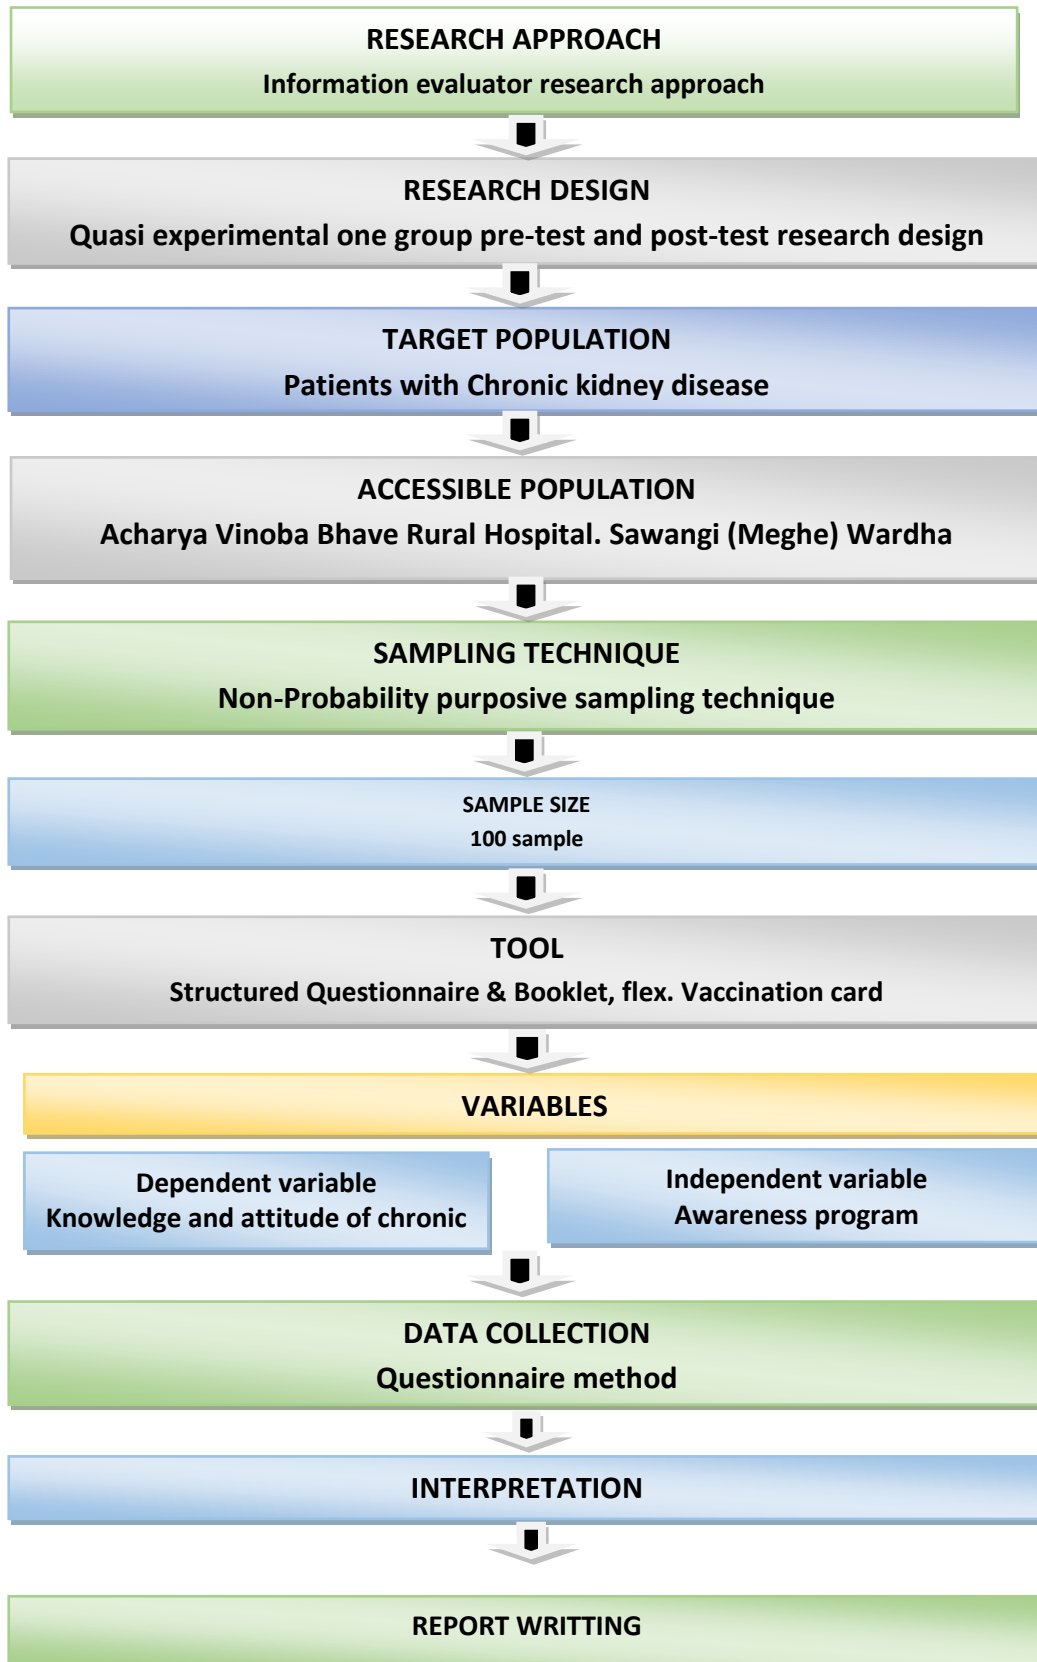 RESEARCH APPROACH
Information evaluator research approach
RESEARCH DESIGN
Quasi experimental one group pre-test and post-test research design
TARGET POPULATION
Patients with Chronic kidney disease
ACCESSIBLE POPULATION
Acharya Vinoba Bhave Rural Hospital. Sawangi (Meghe) Wardha
SAMPLING TECHNIQUE
Non-Probability purposive sampling technique
SAMPLE SIZE
100 sample
TOOL
Structured Questionnaire & Booklet, flex. Vaccination card
VARIABLES
Dependent variable
Knowledge and attitude of chronic
Independent variable
Awareness program
DATA COLLECTION
Questionnaire method
INTERPRETATION
REPORT WRITTING